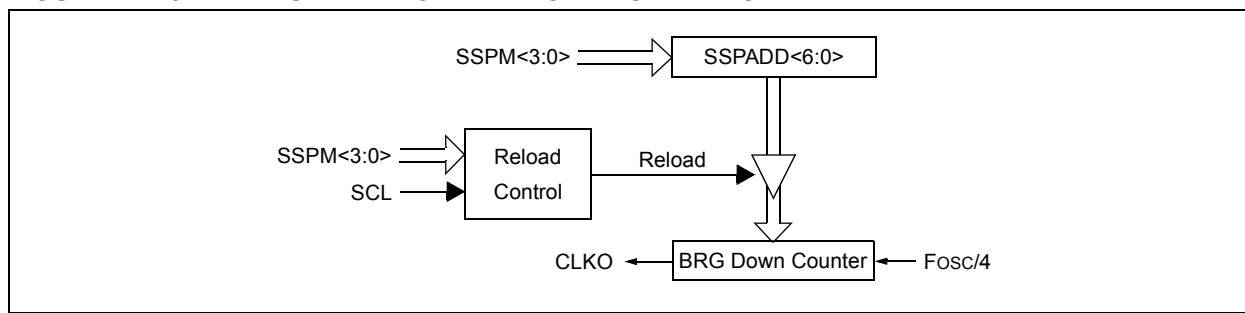 SSPM<3:0>
SSPADD<6:0>
SSPM<3:0>
Reload
Control
Reload
SCL
CLKO
BRG Down Counter
FOSC/4